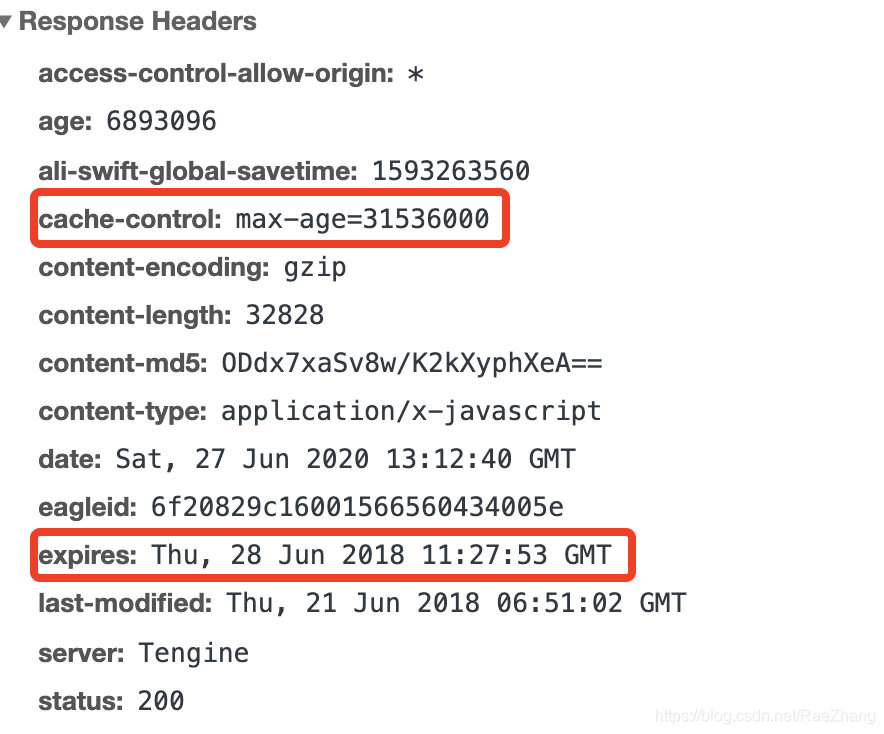 Response Headers
access-control-allow-origin: *
age: 6893096
ali-swift-global-savetime: 1593263560
cache-control: max-age=31536000
content-encoding: gzip
content-length: 32828
content-md5: ODdx7xaSv8w/K2kXyphXeA==
content-type: application/x-javascript
date: Sat, 27 Jun 2020 13:12:40 GMT
eagleid: 6f20829c16001566560434005e
expires: Thu, 28 Jun 2018 11:27:53 GMT
last-modified: Thu, 21 Jun 2018 06:51:02 GMT
server: Tengine
status: 200
https://blog.csdn.net/RaeZhang